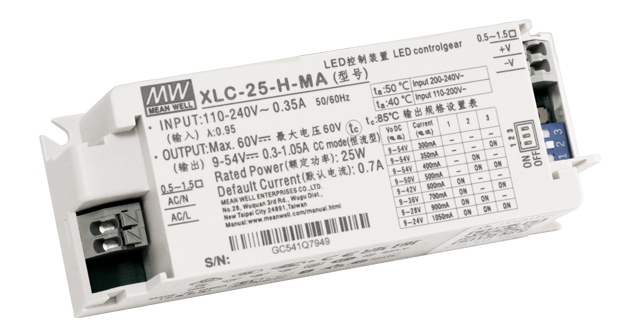 LED控制装置 LED controlgear
MW
MEAN WELL
XLC-25-H-MA (型号)
INPUT:110-240V~ 0.35A 50/60Hz
(输入) λ:0.95
OUTPUT:Max. 60V⎓ 最大电压60V tc
(输出) 9-54V⎓ 0.3-1.05A CC mode(恒流型)
Rated Power(额定功率): 25W
Default Current(默认电流): 0.7A
MEAN WELL ENTERPRISES CO., LTD.
No.28, Wuquan 3rd Rd., Wugu Dist.,
New Taipei City 24891, Taiwan
Manual:www.meanwell.com/manual.html
S/N:
GC541Q7949
0.5~1.5□
AC/N
AC/L
ta:50 °C Input 200-240V~
ta:40 °C Input 110-200V~
tc:85°C 输出规格设置表
Vo DC Current 1 2 3
(电压) (电流)
9~54V 300mA — — —
9~54V 350mA — ON
9~54V 400mA — ON
9~50V 500mA
9~42V 600mA ON
9~36V 700mA ON
9~28V 900mA ON
9~24V 1050mA ON
0.5~1.5□
+V
-V
1 2 3
ON
OFF
1 2 3